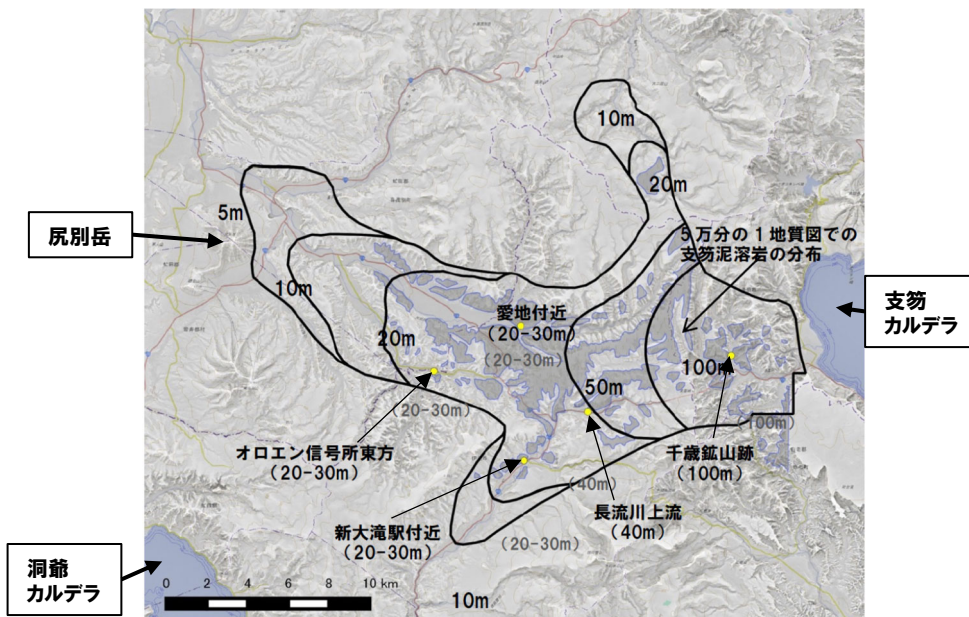 10m
20m
5m
尻別岳
5万分の1地質図での
支笏泥溶岩の分布
10m
支笏
カルデラ
愛地付近
(20-30m)
(20-30m)
20m
100m
50m
(20-30m)
(100m)
オロエン信号所東方
(20-30m)
千歳鉱山跡
(100m)
(40m)
長流川上流
(40m)
新大滝駅付近
(20-30m)
(20-30m)
洞爺
カルデラ
0 2 4 6 8 10 km
10m